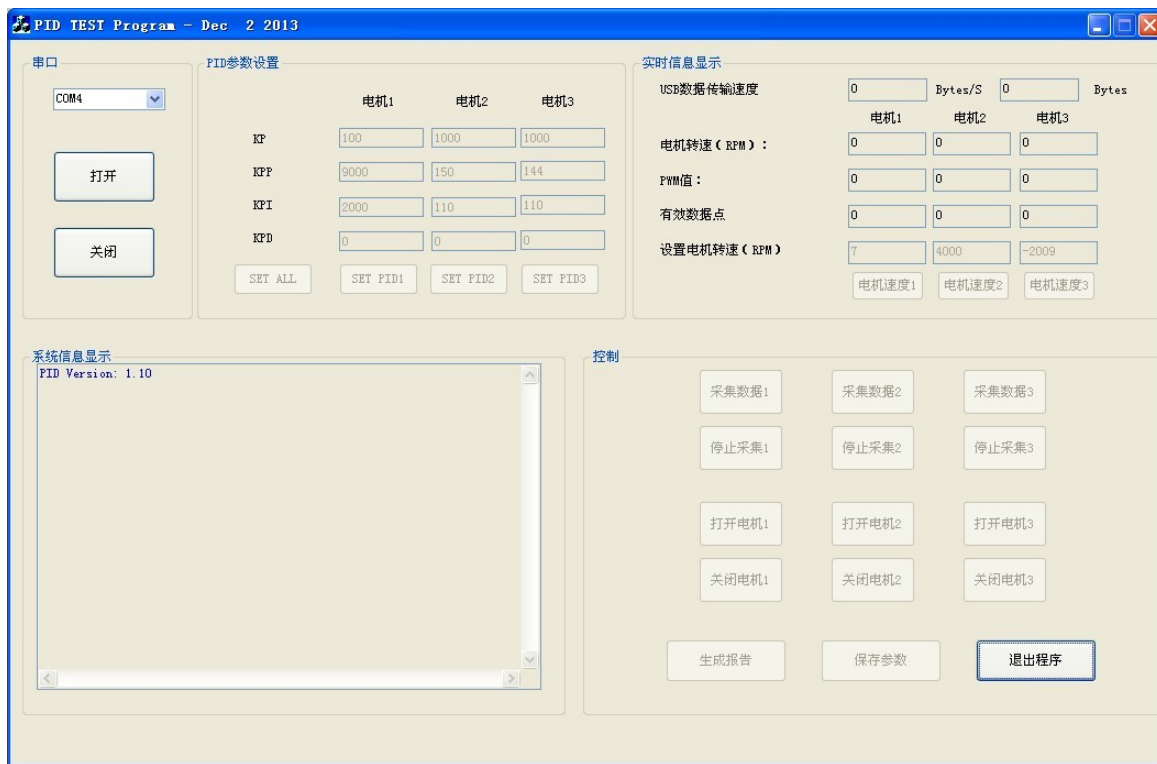 PID TEST Program - Dec  2 2013
串口
COM4
打开
关闭
PID参数设置
电机1 电机2 电机3
KP 100 1000 1000
KPP 9000 150 144
KPI 2000 110 110
KPD 0 0 0
SET ALL SET PID1 SET PID2 SET PID3
实时信息显示
USB数据传输速度 0 Bytes/S 0 Bytes
电机1 电机2 电机3
电机转速(RPM): 0 0 0
PWM值: 0 0 0
有效数据点 0 0 0
设置电机转速(RPM) 7 4000 -2009
电机速度1 电机速度2 电机速度3
系统信息显示
PID Version: 1.10
控制
采集数据1 采集数据2 采集数据3
停止采集1 停止采集2 停止采集3
打开电机1 打开电机2 打开电机3
关闭电机1 关闭电机2 关闭电机3
生成报告 保存参数 退出程序